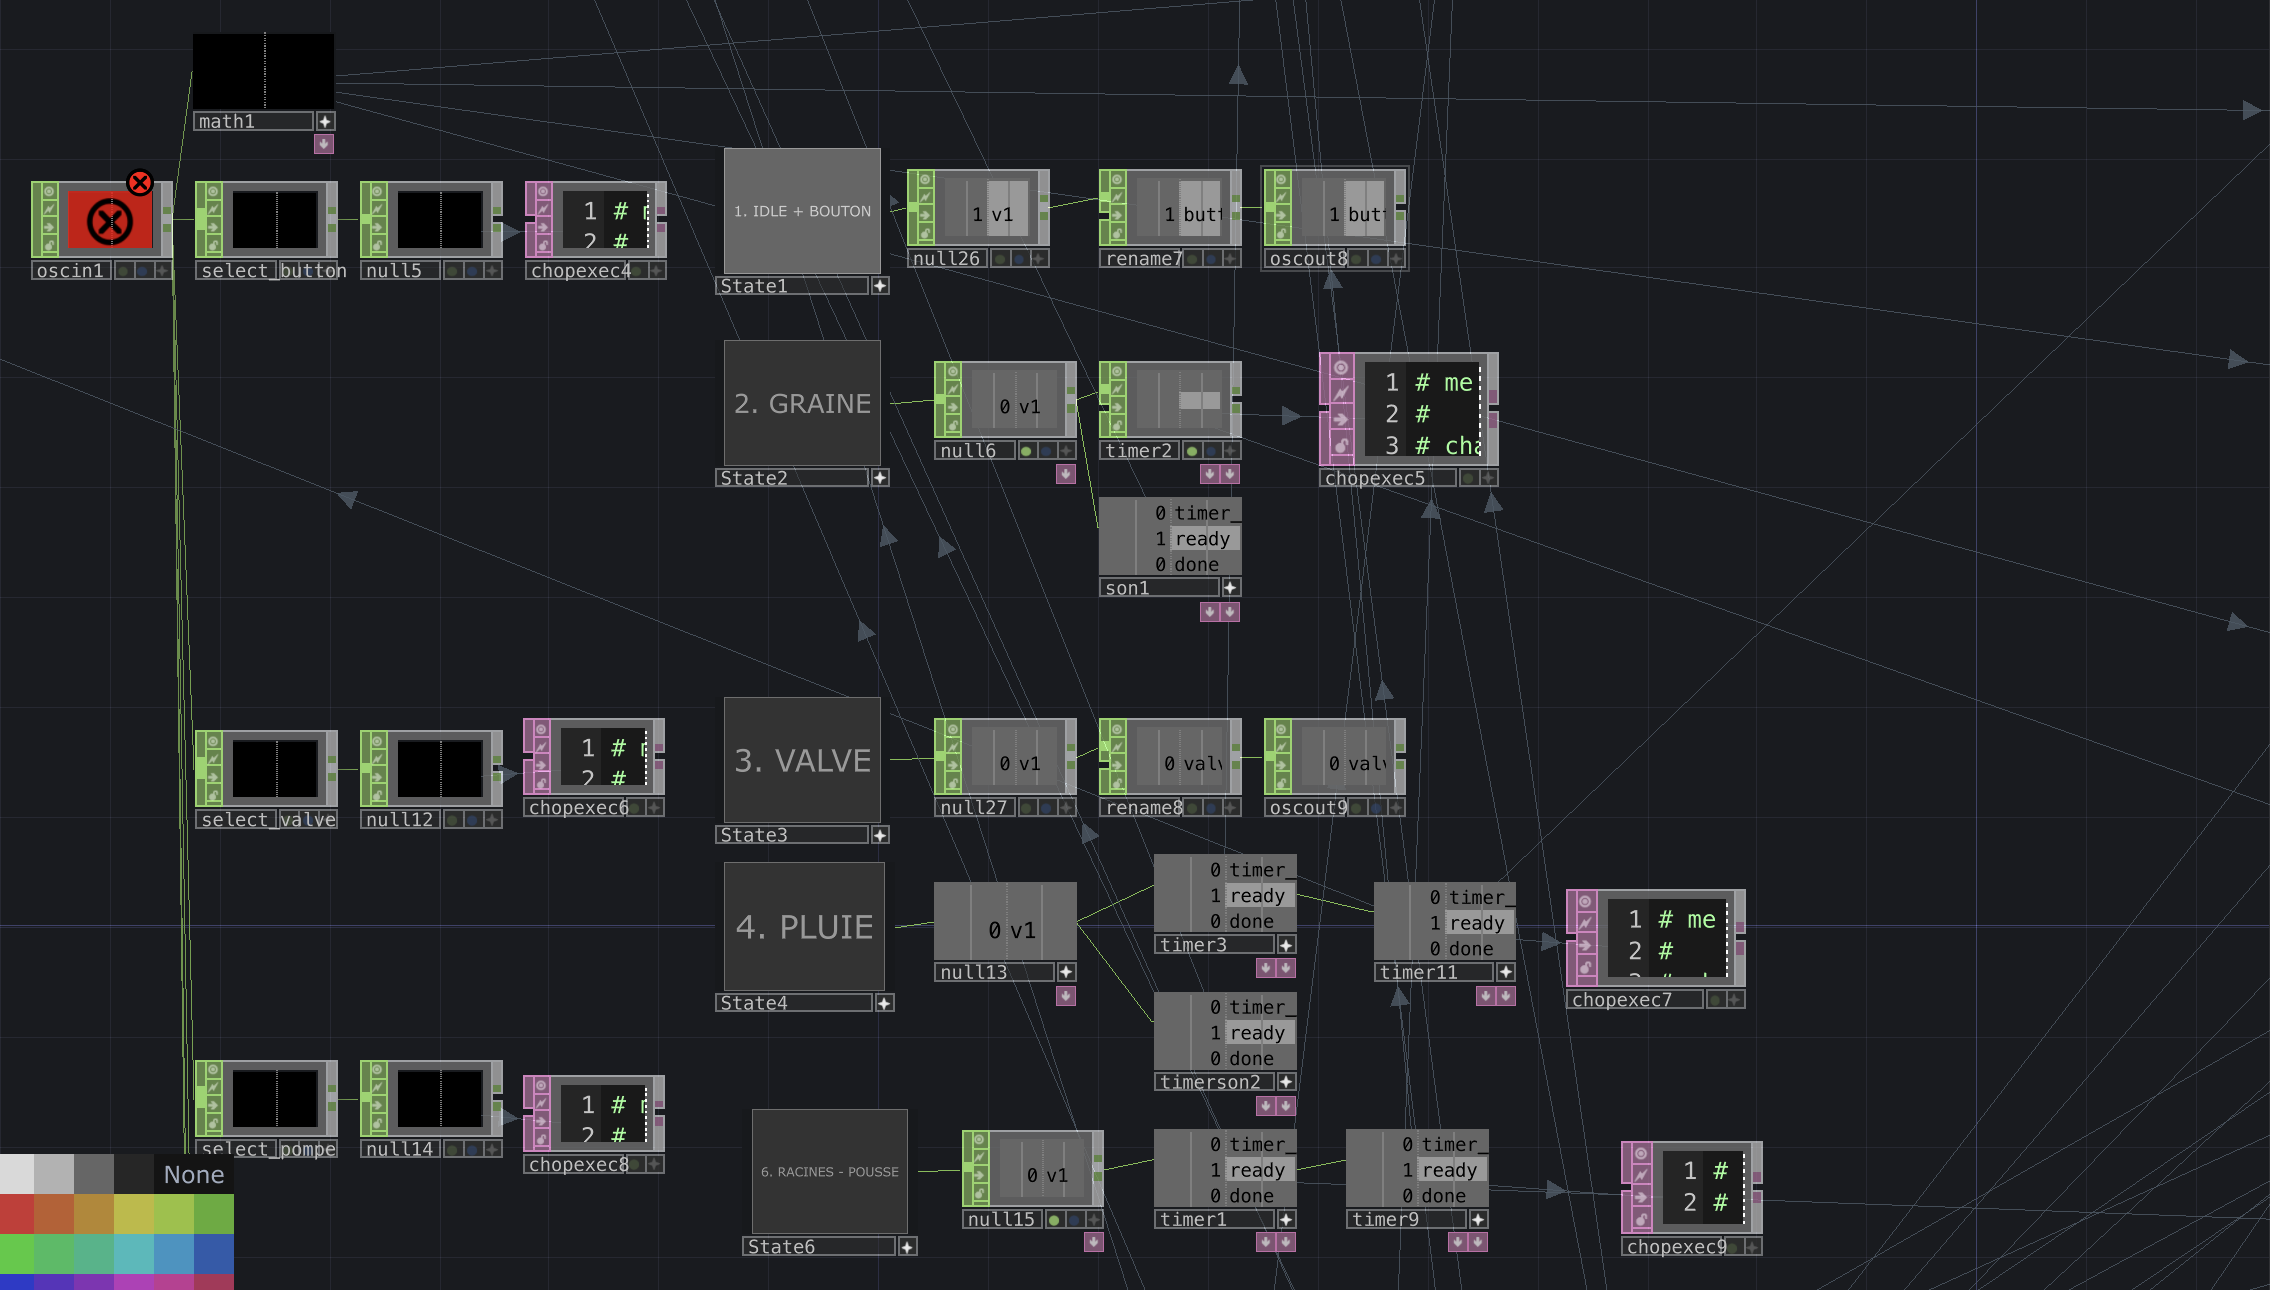 math1
oscin1
select_button
null5
1 #
2 #
chopexec4
1. IDLE + BOUTON
State1
1 v1
null26
1 butt
rename7
1 but
oscout8
2. GRAINE
State2
0 v1
null6
timer2
1 # me
2 #
3 # cha
chopexec5
0 timer_
1 ready
0 done
son1
select_valve
null12
1 #
2 #
chopexec6
3. VALVE
State3
0 v1
null27
0 valv
rename8
0 valv
oscout9
4. PLUIE
State4
0 v1
null13
0 timer_
1 ready
0 done
timer3
0 timer_
1 ready
0 done
timer11
1 # me
2 #
chopexec7
0 timer_
1 ready
0 done
timerson2
select_pompe
null14
1 #
2 #
chopexec8
6. RACINES - POUSSE
State6
0 v1
null15
0 timer_
1 ready
0 done
timer1
0 timer_
1 ready
0 done
timer9
1 #
2 #
chopexec9
None